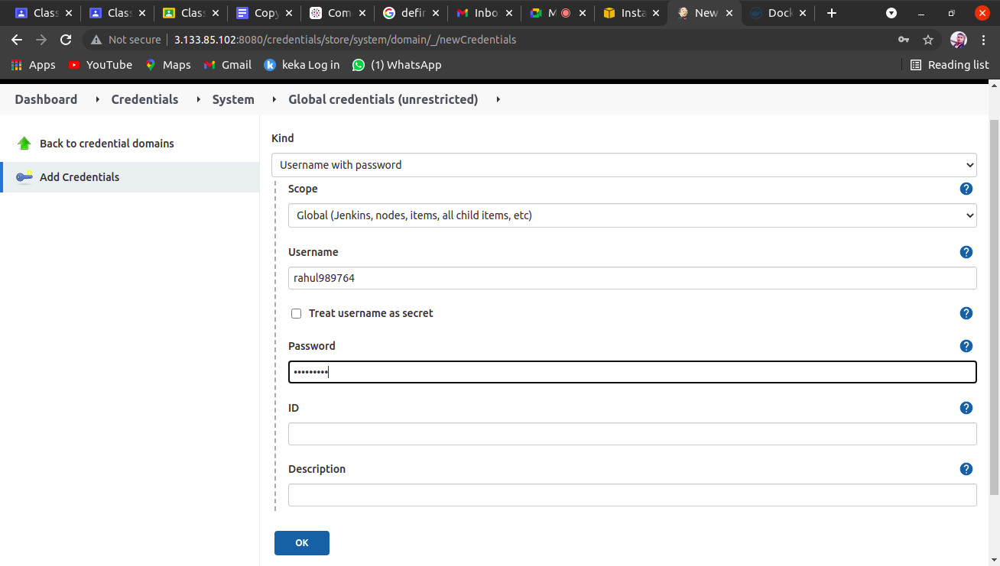 Class Class Class Copy Com defin Inbo M Insta New Dock
Not secure 3.133.85.102:8080/credentials/store/system/domain/_/newCredentials
Apps YouTube Maps Gmail keka Log in (1) WhatsApp Reading list
Dashboard Credentials System Global credentials (unrestricted)
Back to credential domains
Add Credentials
Kind
Username with password
Scope
Global (Jenkins, nodes, items, all child items, etc)
Username
rahul989764
Treat username as secret
Password
•••••••••
ID
Description
OK